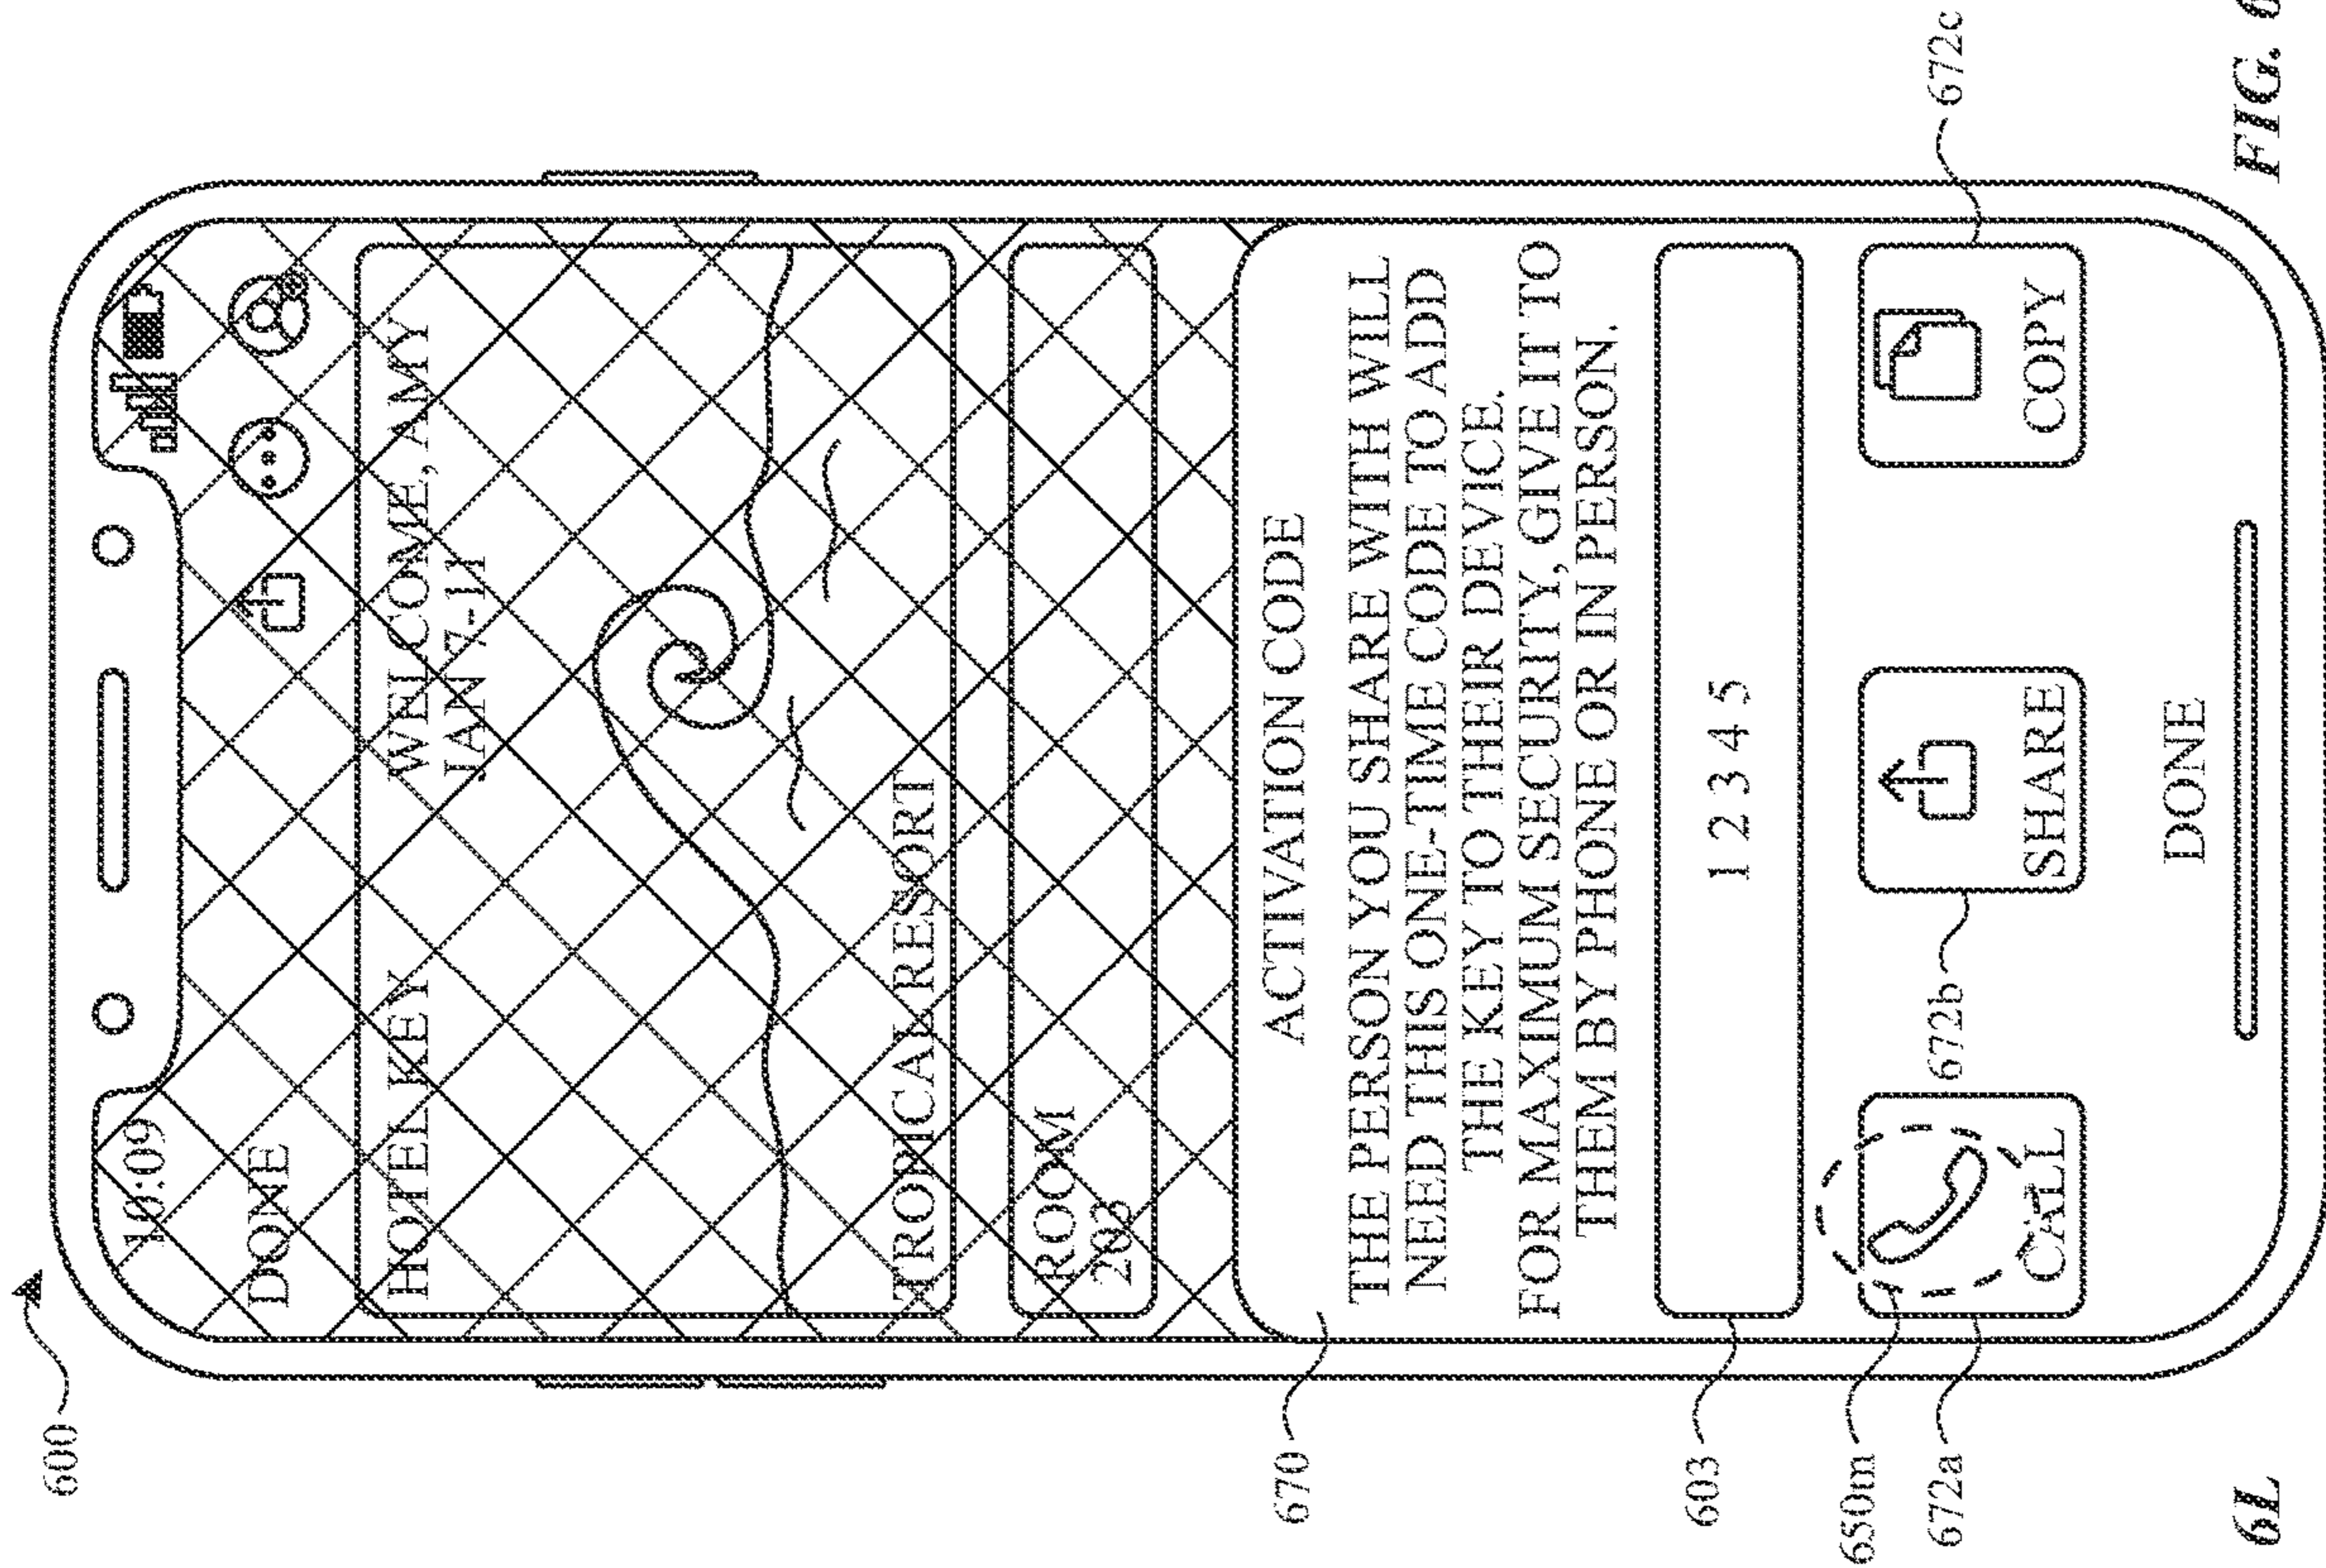 600
10:09
DONE
HOTEL KEY
WELCOME, AMY
JAN 7-11
TROPICAL RESORT
ROOM
203
670
ACTIVATION CODE
THE PERSON YOU SHARE WITH WILL
NEED THIS ONE-TIME CODE TO ADD
THE KEY TO THEIR DEVICE.
FOR MAXIMUM SECURITY, GIVE IT TO
THEM BY PHONE OR IN PERSON.
603
1 2 3 4 5
650m
672a
672b
672c
CALL
SHARE
COPY
DONE
6L
FIG.